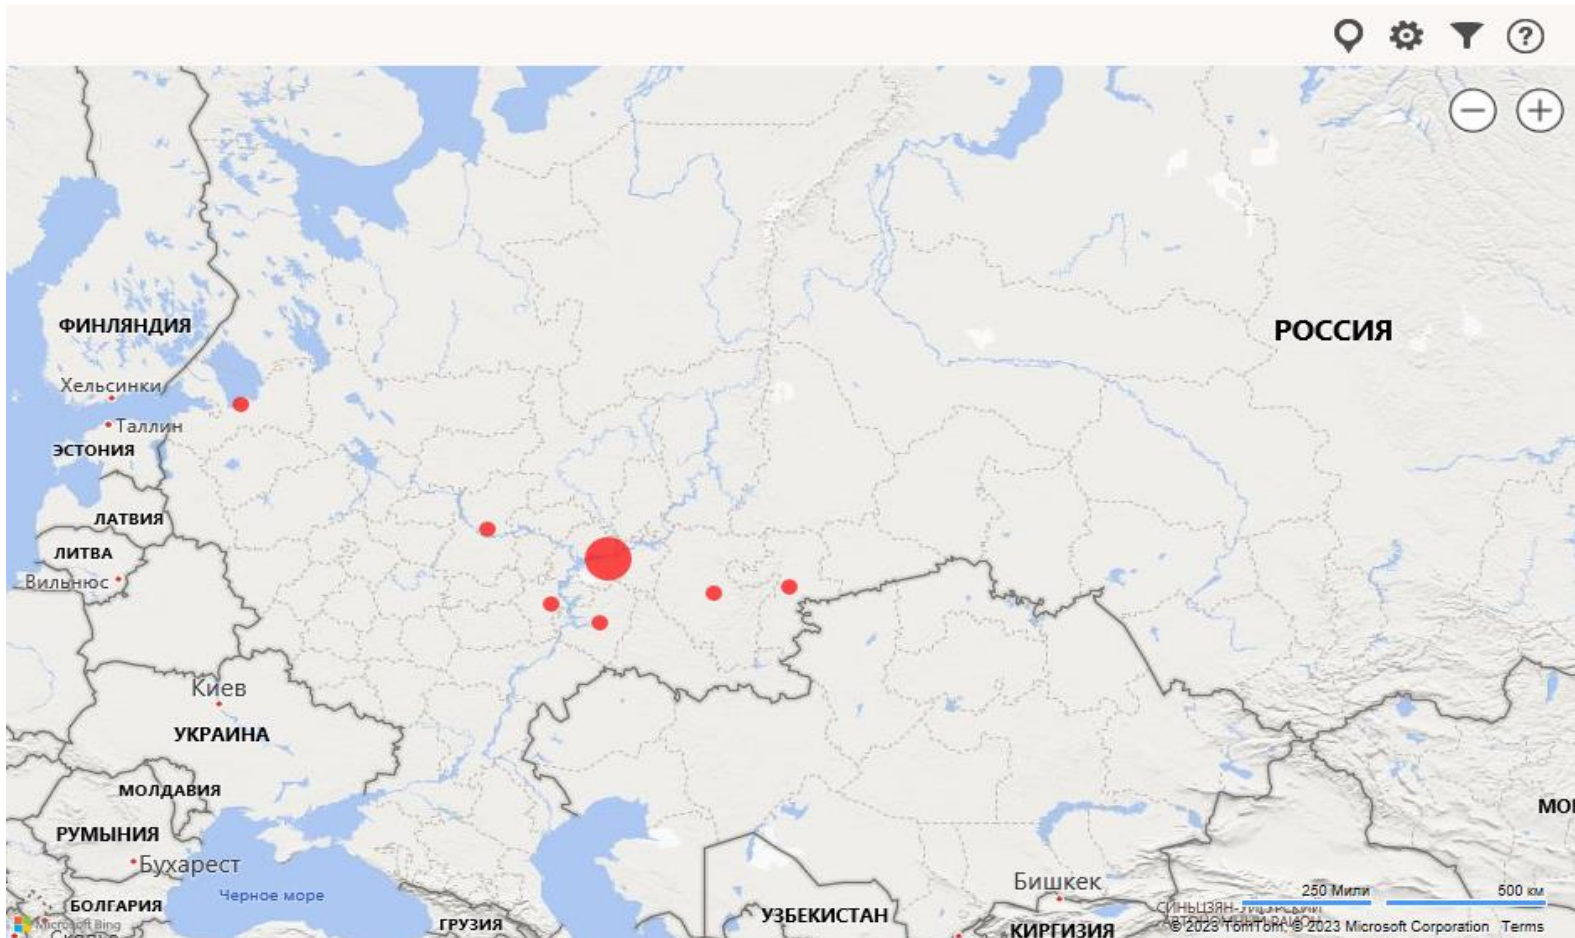 ФИНЛЯНДИЯ
РОССИЯ
Хельсинки
Таллин
ЭСТОНИЯ
ЛАТВИЯ
ЛИТВА
Вильнюс
Киев
УКРАИНА
МОЛДАВИЯ
РУМЫНИЯ
Бухарест
Черное море
БОЛГАРИЯ
ГРУЗИЯ
УЗБЕКИСТАН
Бишкек
КИРГИЗИЯ
МО
250 Мили 500 км
Microsoft Bing
© 2023 TomTom, © 2023 Microsoft Corporation Terms